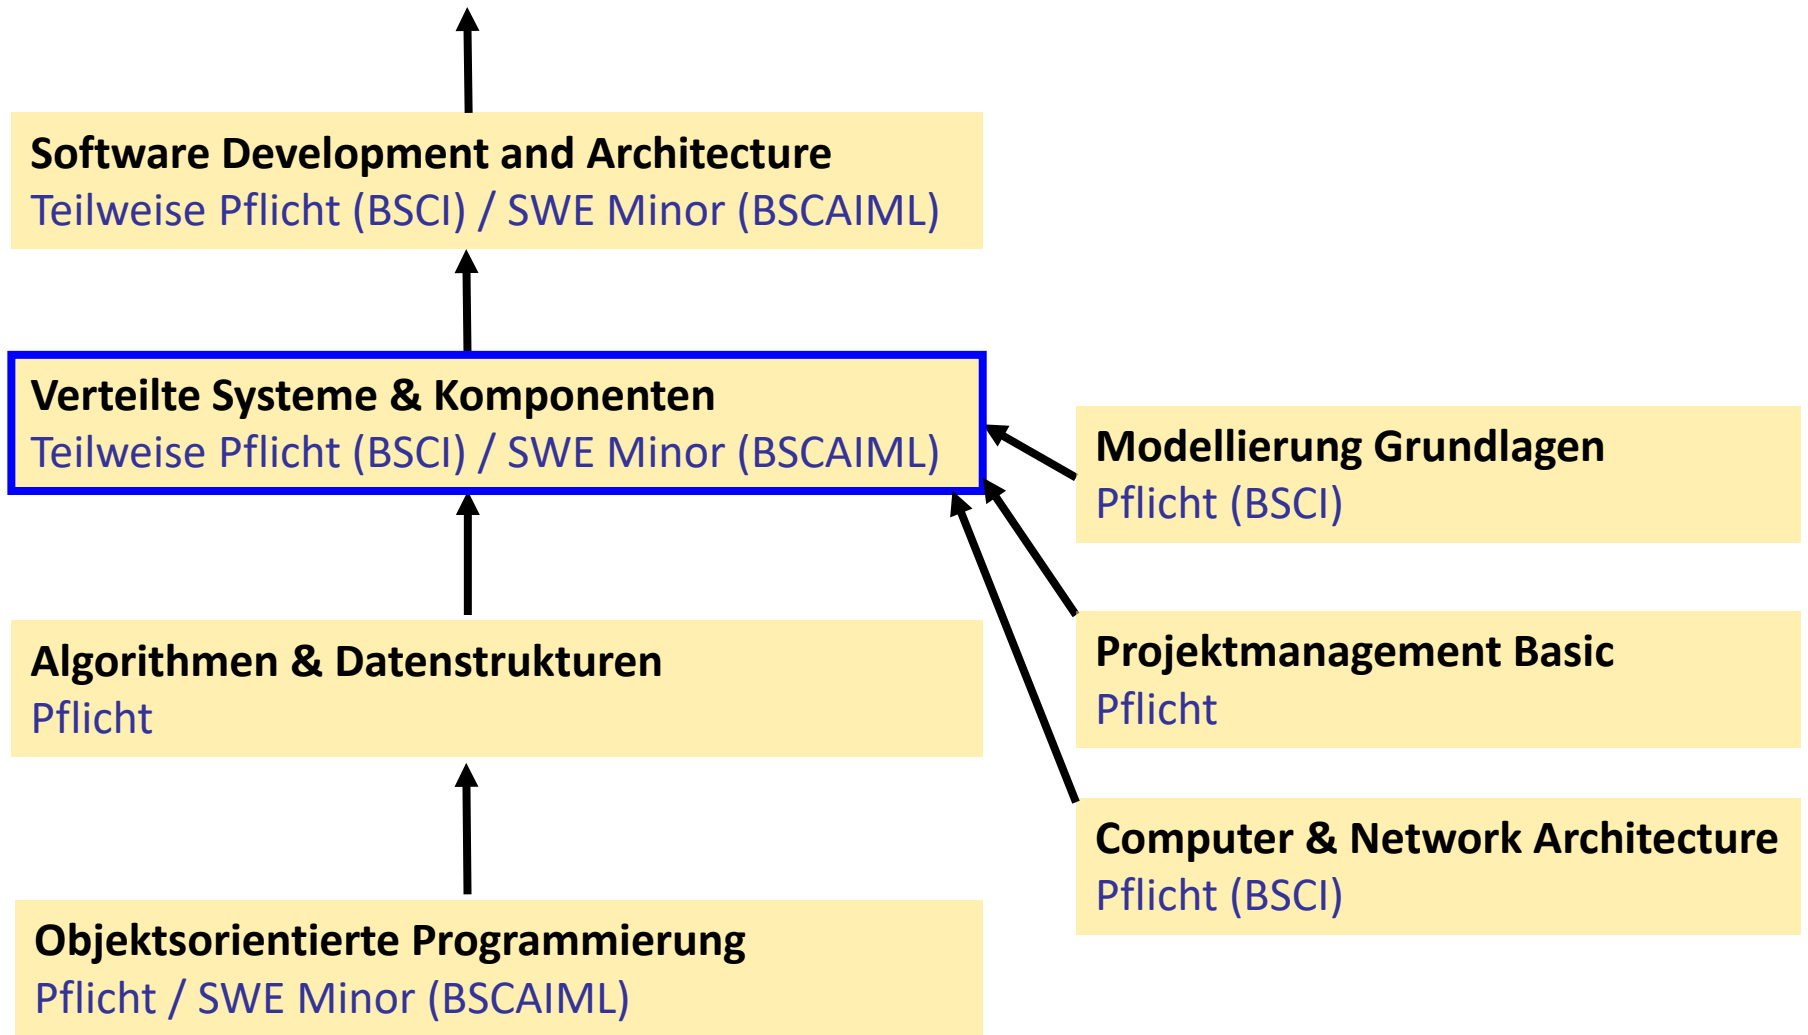 Software Development and Architecture
Teilweise Pflicht (BSCI) / SWE Minor (BSCAIML)
Verteilte Systeme & Komponenten
Teilweise Pflicht (BSCI) / SWE Minor (BSCAIML)
Modellierung Grundlagen
Pflicht (BSCI)
Algorithmen & Datenstrukturen
Pflicht
Projektmanagement Basic
Pflicht
Computer & Network Architecture
Pflicht (BSCI)
Objektsorientierte Programmierung
Pflicht / SWE Minor (BSCAIML)